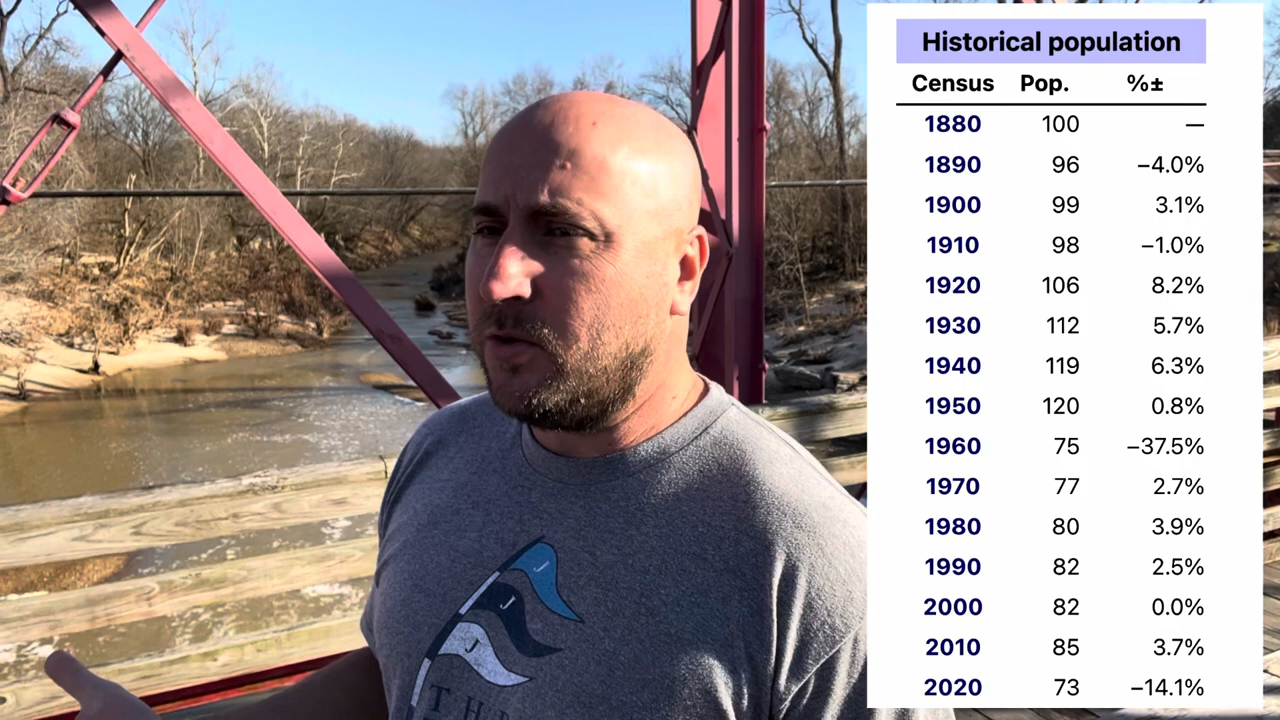 Historical population
Census Pop. %±
1880 100 —
1890 96 −4.0%
1900 99 3.1%
1910 98 −1.0%
1920 106 8.2%
1930 112 5.7%
1940 119 6.3%
1950 120 0.8%
1960 75 −37.5%
1970 77 2.7%
1980 80 3.9%
1990 82 2.5%
2000 82 0.0%
2010 85 3.7%
2020 73 −14.1%
J
J
J